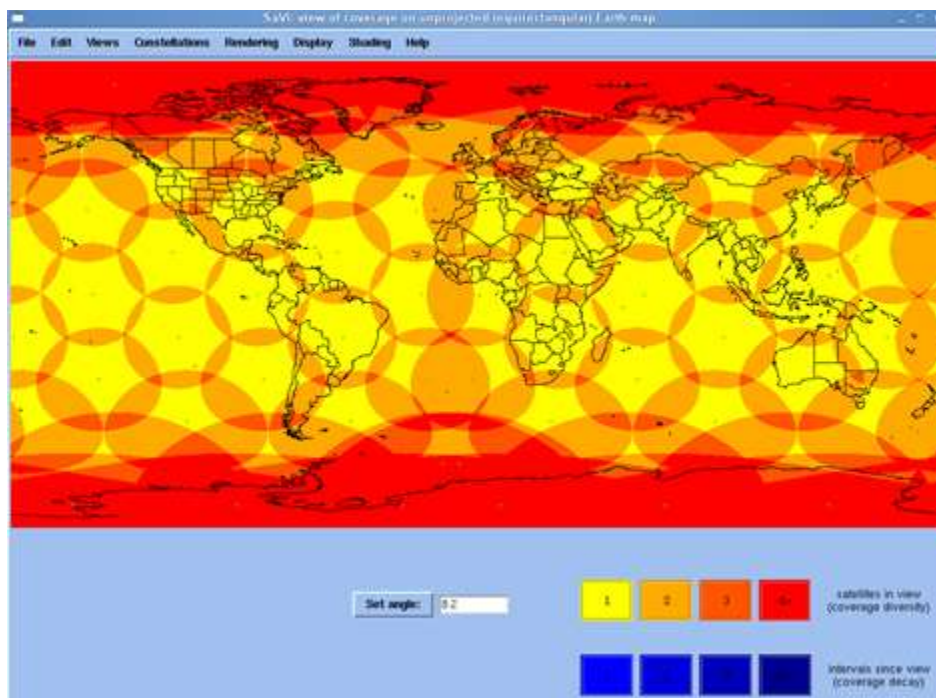 SaVi: view of coverage on unprojected (equirectangular) Earth map
File Edit Views Constellations Rendering Display Shading Help
Set angle: 8.2
1 2 3
satellites in view
(coverage diversity)
intervals since view
(coverage decay)